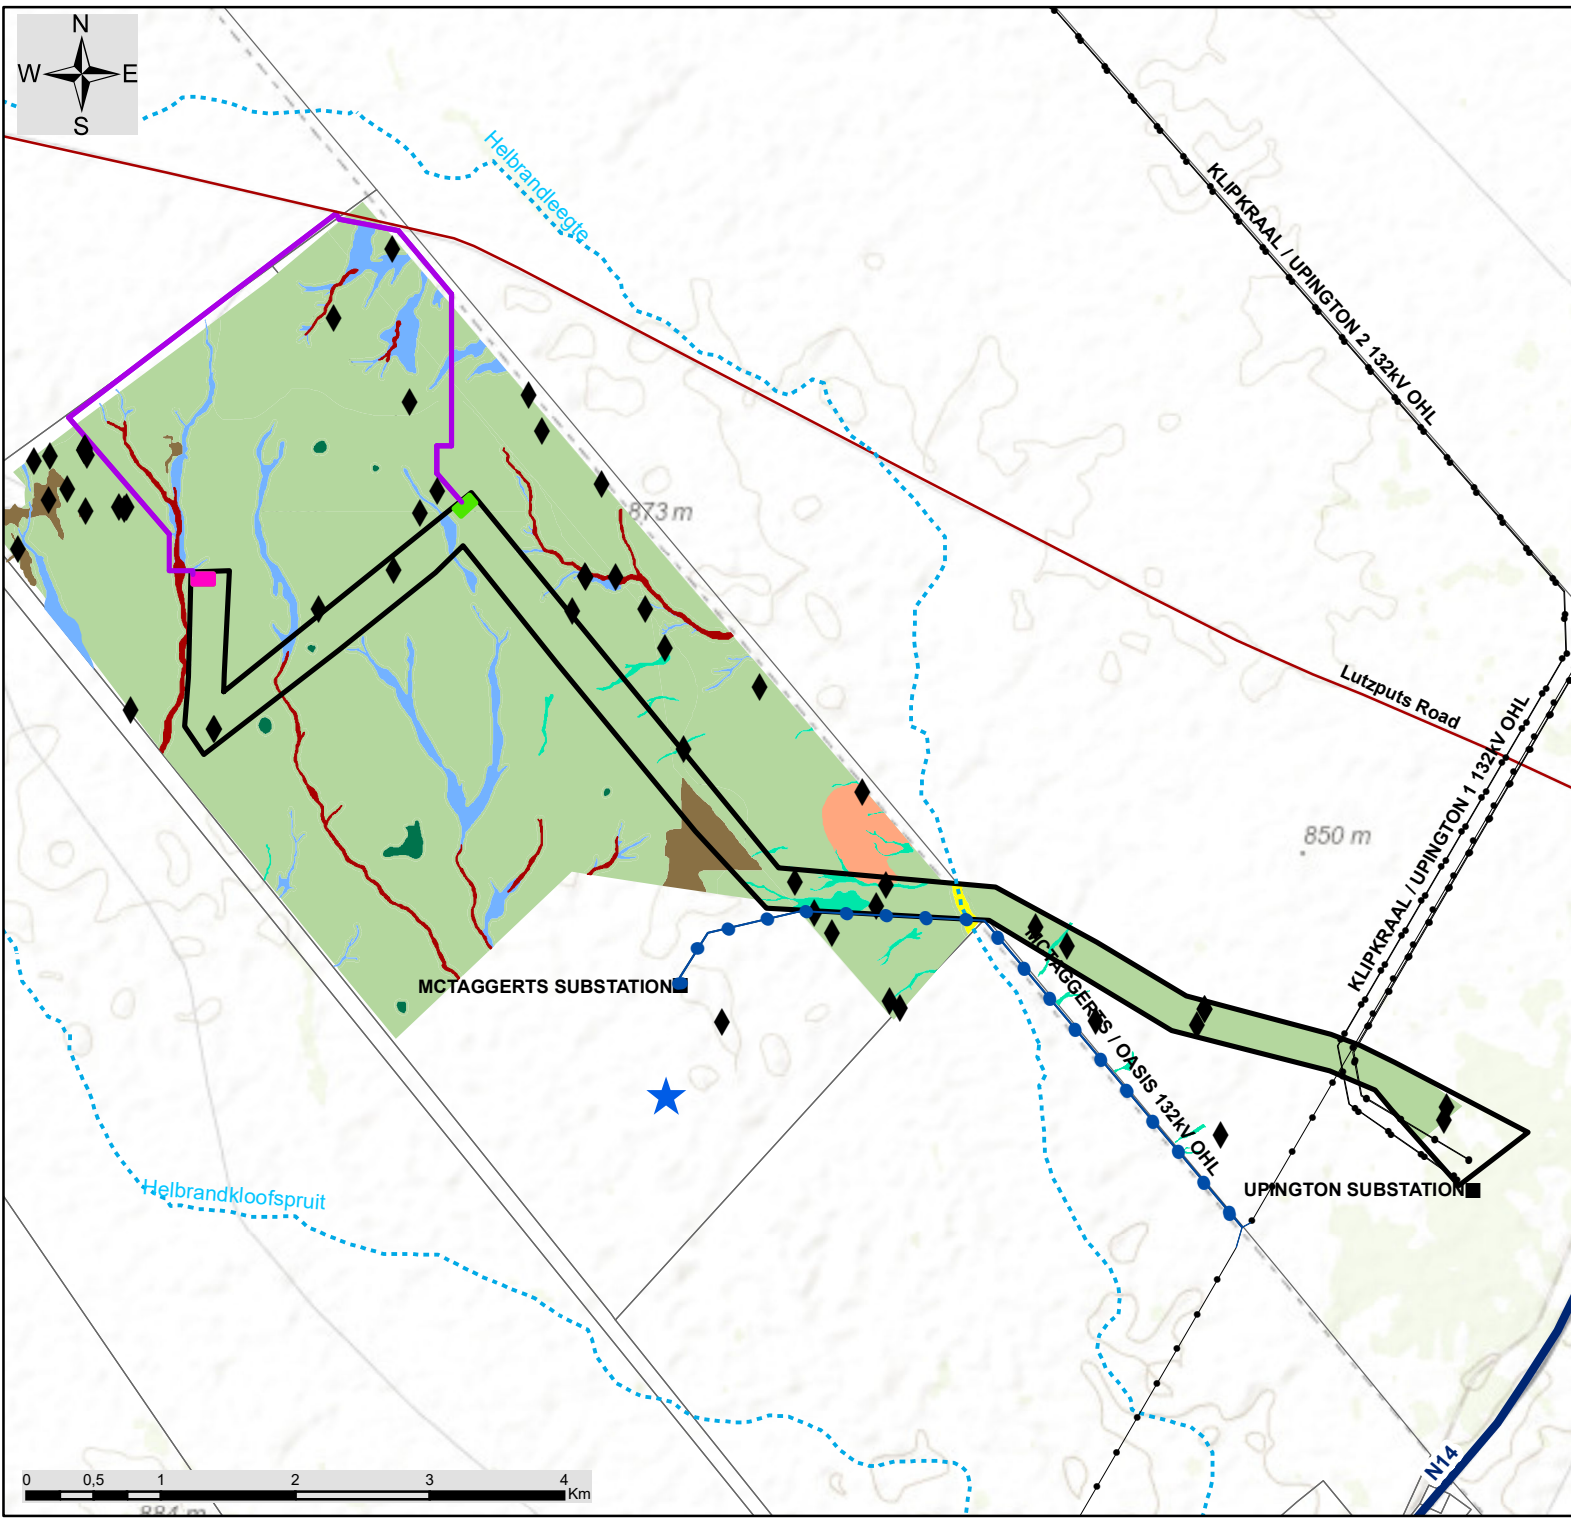 N
W E
S
Helbrandleegte
KLIPKRAAL / UPINGTON 2 132kV OHL
873 m
Lutzputs Road
KLIPKRAAL / UPINGTON 1 132kV OHL
850 m
MCTAGGERTS SUBSTATION
MCTAGGERTS / OASIS 132kV OHL
Helbrandkloofspruit
UPINGTON SUBSTATION
N14
0 0,5 1 2 3 4
Km
884 m